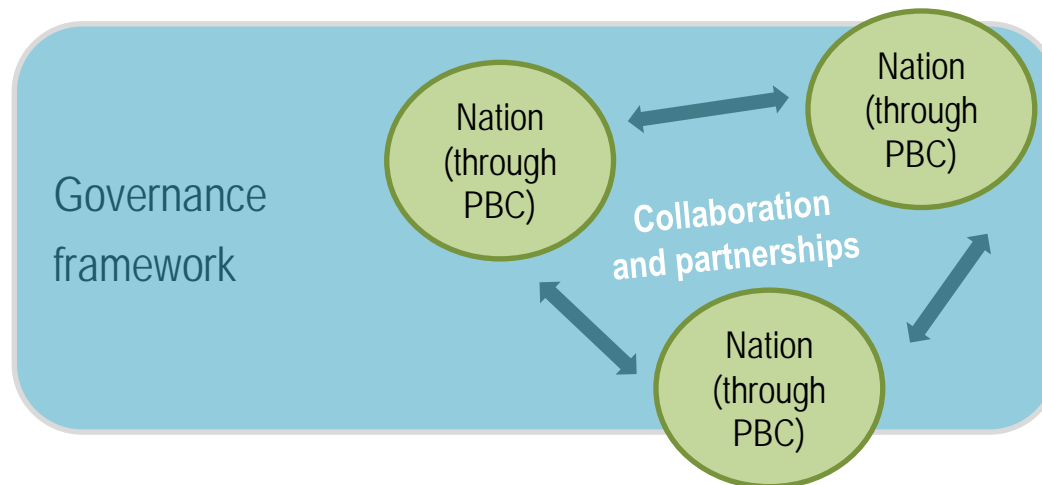 Governance
framework
Nation
(through
PBC)
Nation
(through
PBC)
Collaboration
and partnerships
Nation
(through
PBC)